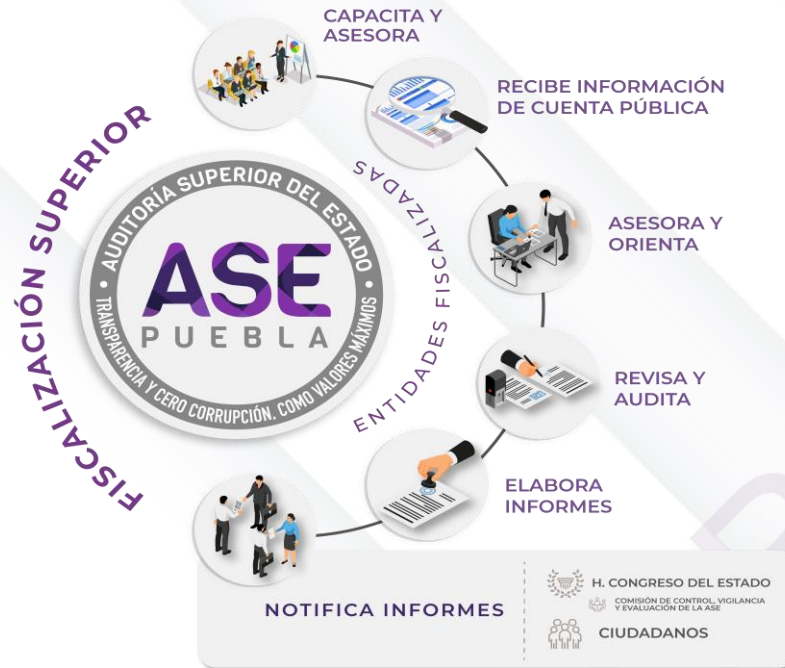 CAPACITA Y
ASESORA
RECIBE INFORMACIÓN
DE CUENTA PÚBLICA
FISCALIZACIÓN SUPERIOR
AUDITORÍA SUPERIOR DEL ESTADO
ASE
PUEBLA
TRANSPARENCIA Y CERO CORRUPCIÓN, COMO VALORES MÁXIMOS
ENTIDADES FISCALIZADAS
ASESORA Y
ORIENTA
REVISA Y
AUDITA
ELABORA
INFORMES
NOTIFICA INFORMES
H. CONGRESO DEL ESTADO
COMISIÓN DE CONTROL, VIGILANCIA
Y EVALUACIÓN DE LA ASE
CIUDADANOS